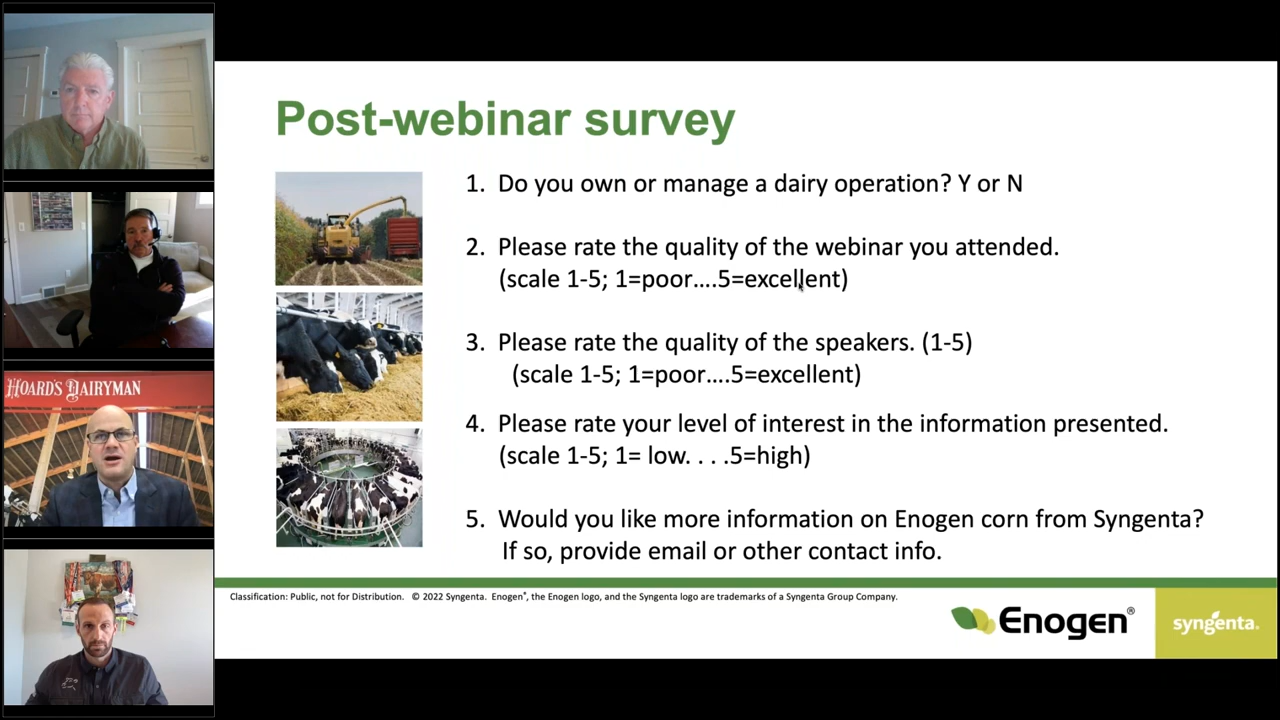 HOARD'S DAIRYMAN
Post-webinar survey
1. Do you own or manage a dairy operation? Y or N
2. Please rate the quality of the webinar you attended.
(scale 1-5; 1=poor....5=excellent)
3. Please rate the quality of the speakers. (1-5)
(scale 1-5; 1=poor....5=excellent)
4. Please rate your level of interest in the information presented.
(scale 1-5; 1= low. . . .5=high)
5. Would you like more information on Enogen corn from Syngenta?
If so, provide email or other contact info.
Classification: Public, not for Distribution. © 2022 Syngenta. Enogen®, the Enogen logo, and the Syngenta logo are trademarks of a Syngenta Group Company.
Enogen®
syngenta.